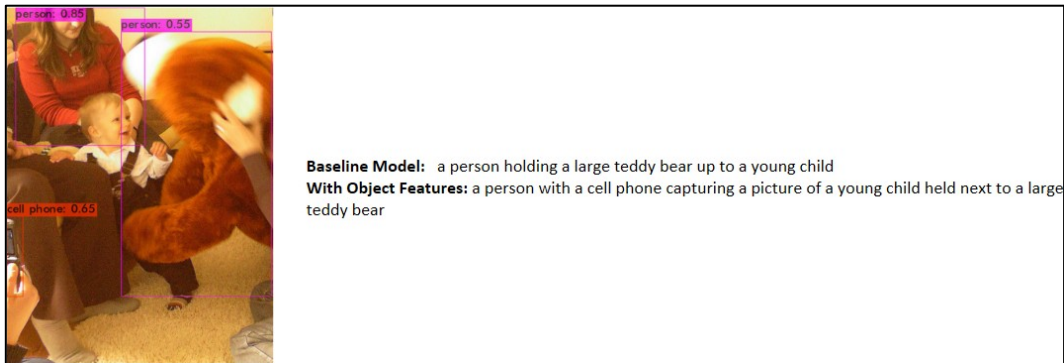 person: 0.85
person: 0.55
cell phone: 0.65
Baseline Model: a person holding a large teddy bear up to a young child
With Object Features: a person with a cell phone capturing a picture of a young child held next to a large
teddy bear